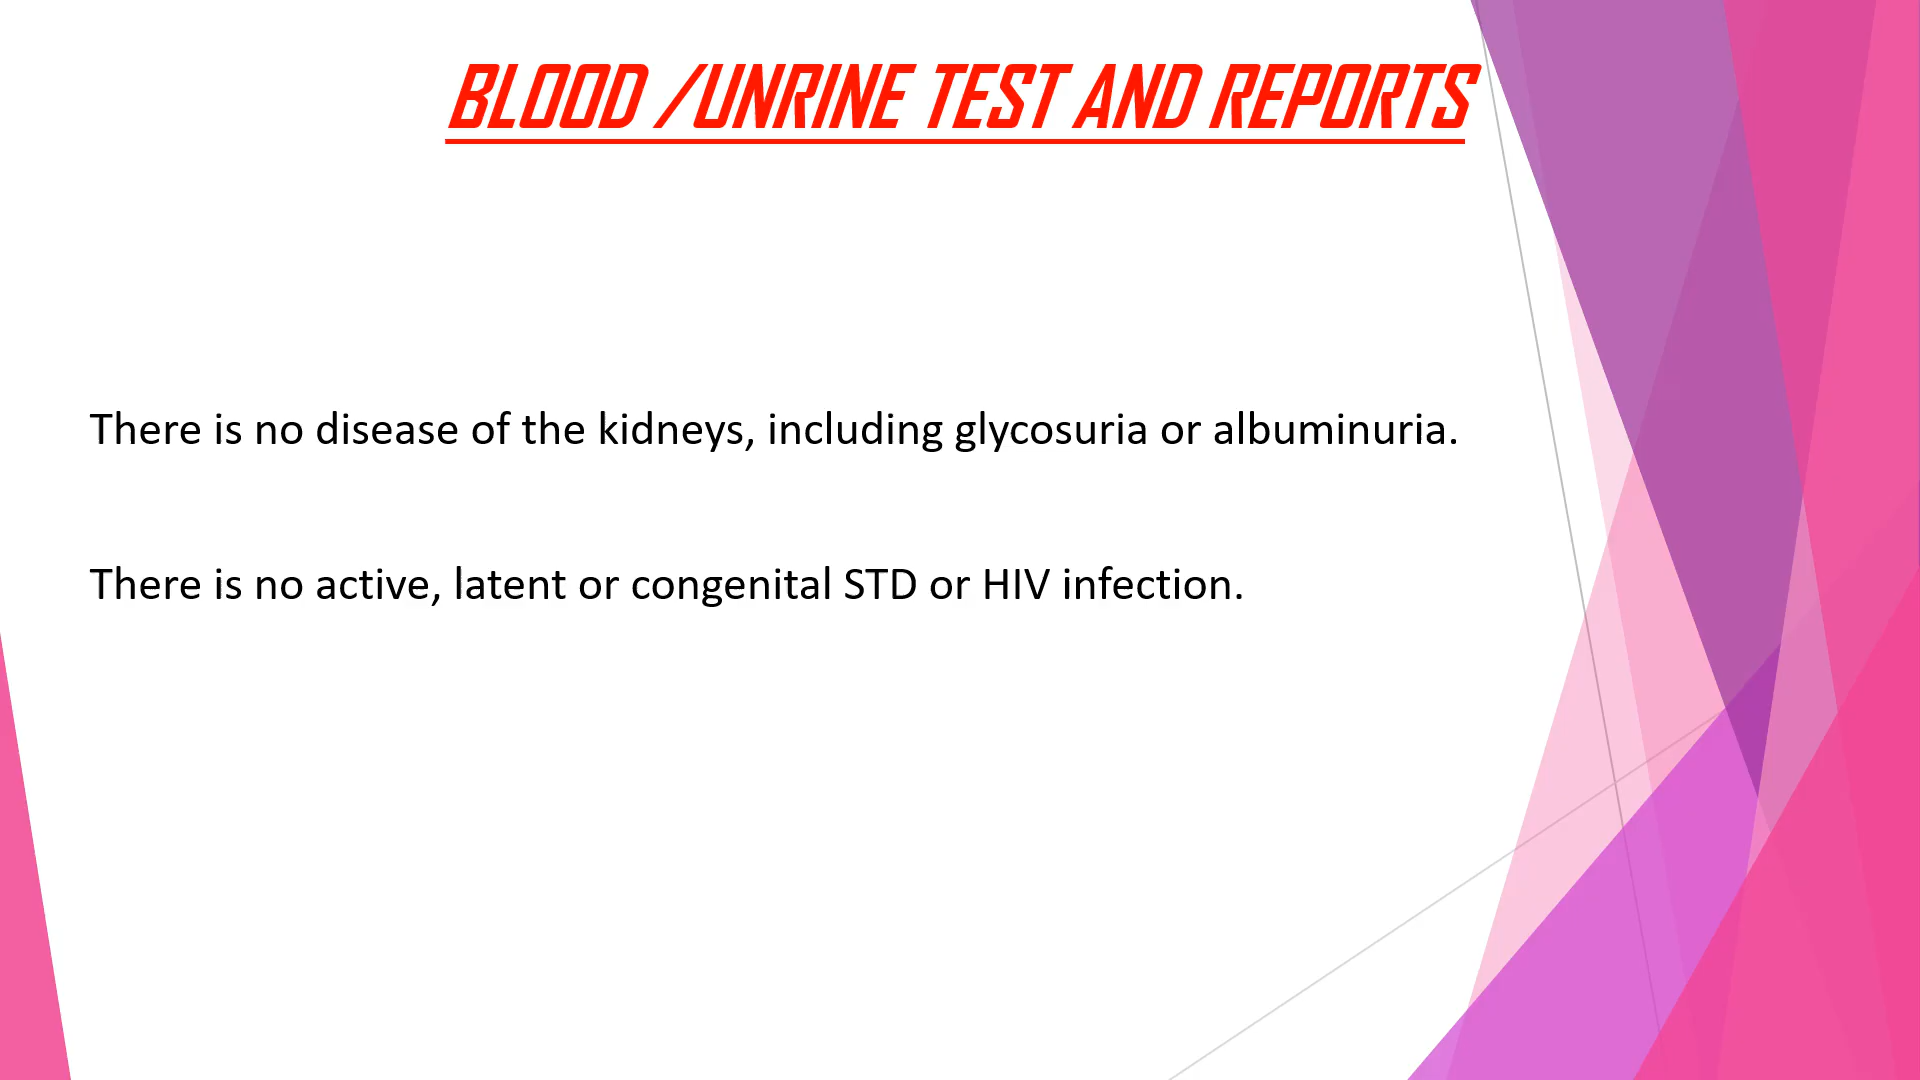 BLOOD /UNRINE TEST AND REPORTS
There is no disease of the kidneys, including glycosuria or albuminuria.
There is no active, latent or congenital STD or HIV infection.